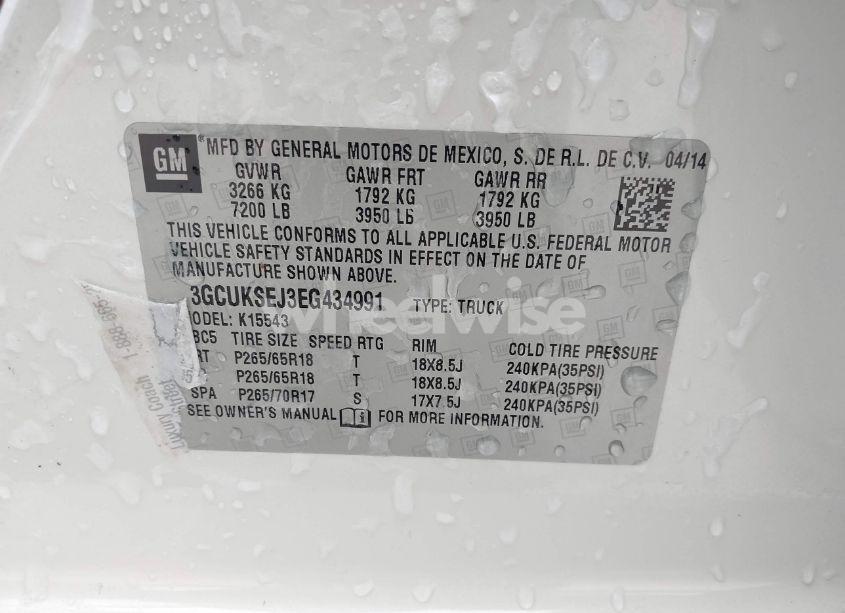 GM
MFD BY GENERAL MOTORS DE MEXICO, S. DE R.L. DE C.V. 04/14
GVWR GAWR FRT GAWR RR
3266 KG 1792 KG 1792 KG
7200 LB 3950 LB 3950 LB
THIS VEHICLE CONFORMS TO ALL APPLICABLE U.S. FEDERAL MOTOR
VEHICLE SAFETY STANDARDS IN EFFECT ON THE DATE OF
MANUFACTURE SHOWN ABOVE.
3GCUKSEJ3EG434991 TYPE: TRUCK
ODEL: K15543
BC5 TIRE SIZE SPEED RTG RIM COLD TIRE PRESSURE
RT P265/65R18 T 18X8.5J 240KPA(35PSI)
P265/65R18 T 18X8.5J 240KPA(35PSI)
SPA P265/70R17 S 17X7.5J 240KPA(35PSI)
SEE OWNER'S MANUAL FOR MORE INFORMATION.
wheelwise
Coach